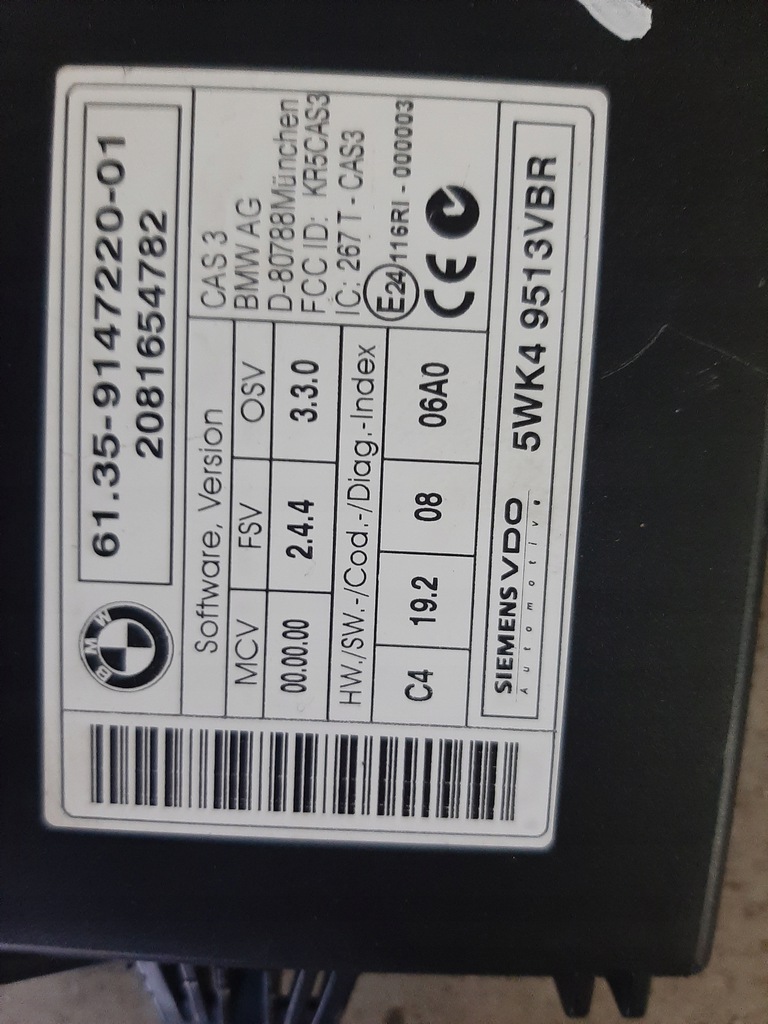 BMW
61.35-9147220-01
2081654782
Software, Version
MCV FSV OSV
00.00.00 2.4.4 3.3.0
HW./SW.-/Cod.-/Diag.-Index
C4 19.2 08 06A0
CAS 3
BMW AG
D-80788München
FCC ID: KR5CAS3
IC: 267 T - CAS3
E24 116RI - 000003
CE
SIEMENS VDO 5WK4 9513VBR
Automotive